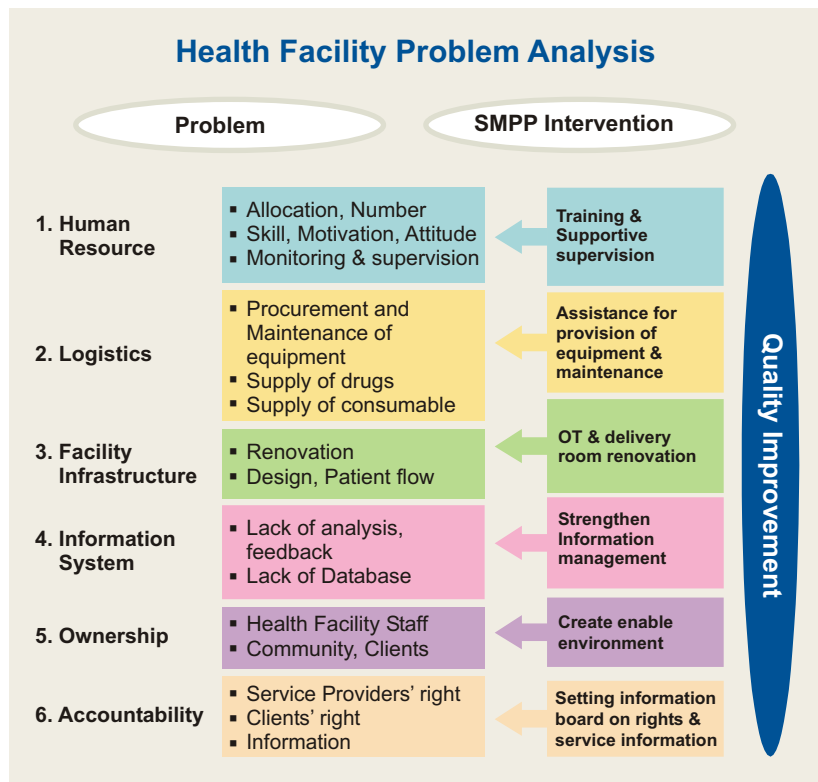 Health Facility Problem Analysis
Problem
SMPP Intervention
1. Human
Resource
▪ Allocation, Number
▪ Skill, Motivation, Attitude
▪ Monitoring & supervision
Training &
Supportive
supervision
2. Logistics
▪ Procurement and
Maintenance of
equipment
▪ Supply of drugs
▪ Supply of consumable
Assistance for
provision of
equipment &
maintenance
3. Facility
Infrastructure
▪ Renovation
▪ Design, Patient flow
OT & delivery
room renovation
4. Information
System
▪ Lack of analysis,
feedback
▪ Lack of Database
Strengthen
Information
management
5. Ownership
▪ Health Facility Staff
▪ Community, Clients
Create enable
environment
6. Accountability
▪ Service Providers' right
▪ Clients' right
▪ Information
Setting information
board on rights &
service information
Quality Improvement